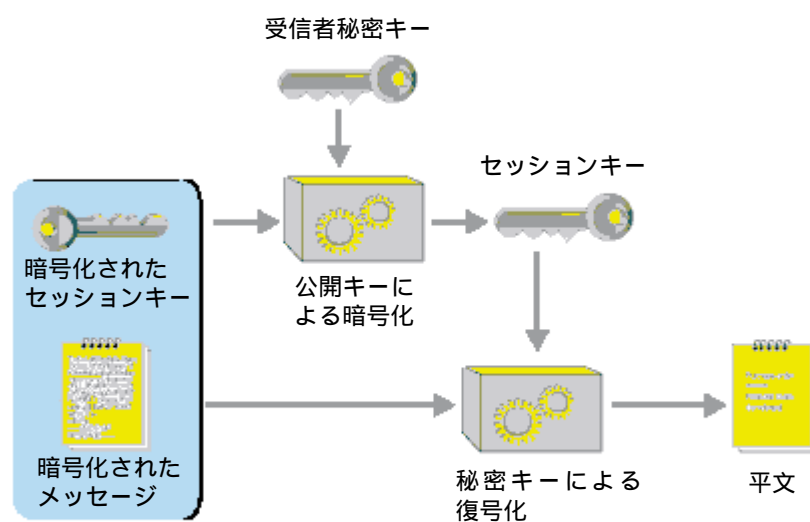 受信者秘密キー
セッションキー
暗号化された
セッションキー
公開キーに
よる暗号化
暗号化された
メッセージ
秘密キーによる
復号化
平文